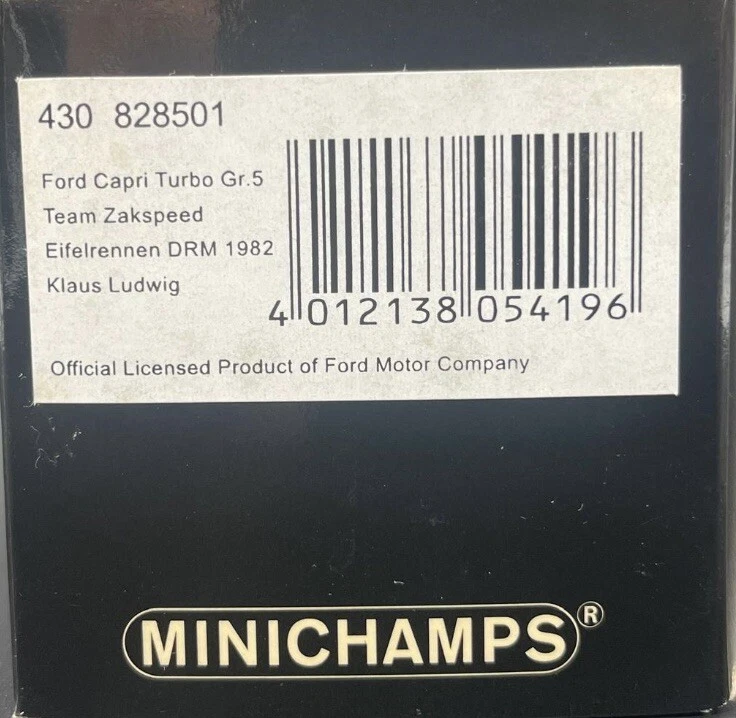 430 828501
Ford Capri Turbo Gr.5
Team Zakspeed
Eifelrennen DRM 1982
Klaus Ludwig
4 012138 054196
Official Licensed Product of Ford Motor Company
MINICHAMPS®